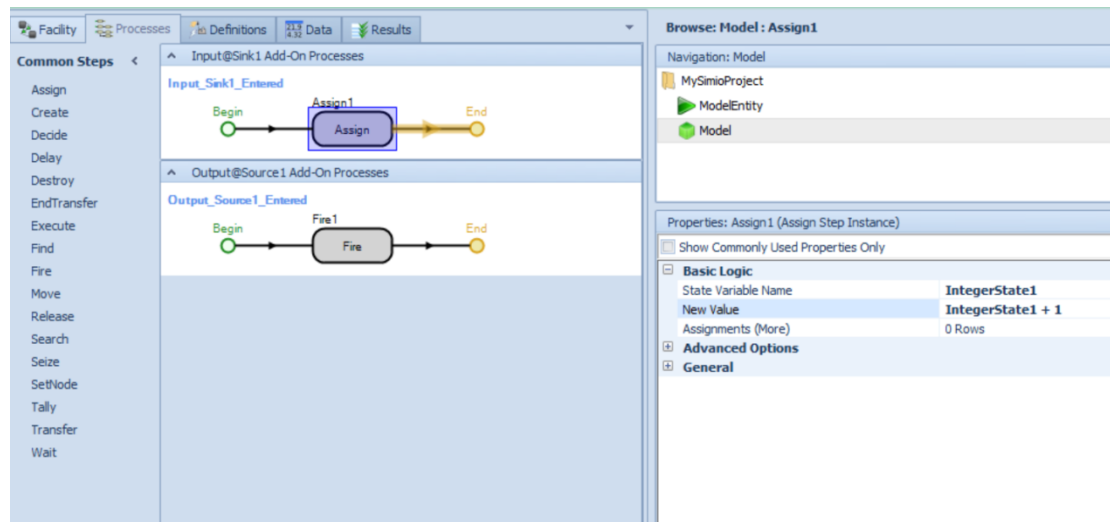 Facility Processes Definitions Data Results
Common Steps
Assign
Create
Decide
Delay
Destroy
EndTransfer
Execute
Find
Fire
Move
Release
Search
Seize
SetNode
Tally
Transfer
Wait
Input@Sink1 Add-On Processes
Input_Sink1_Entered
Begin Assign1 End
Assign
Output@Source1 Add-On Processes
Output_Source1_Entered
Begin Fire1 End
Fire
Browse: Model : Assign1
Navigation: Model
MySimioProject
ModelEntity
Model
Properties: Assign1 (Assign Step Instance)
Show Commonly Used Properties Only
Basic Logic
State Variable Name IntegerState1
New Value IntegerState1 + 1
Assignments (More) 0 Rows
Advanced Options
General